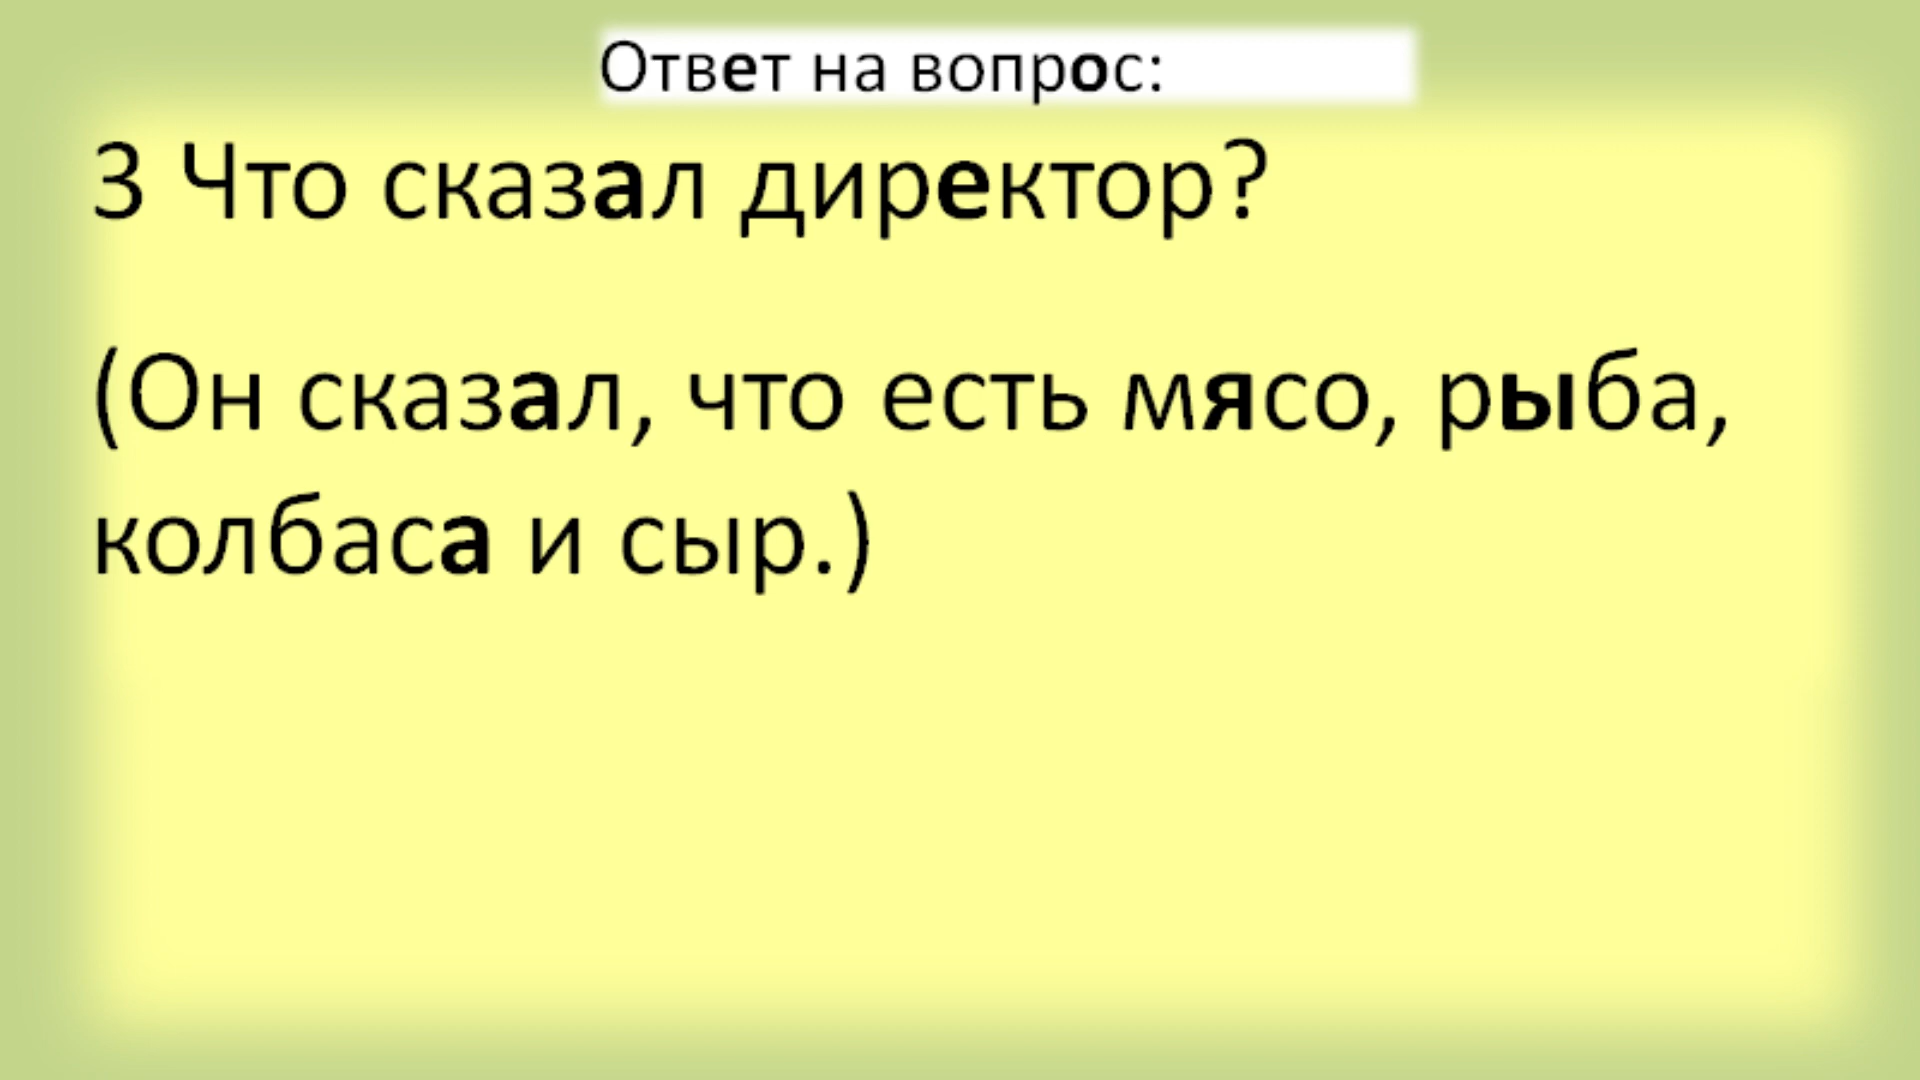 Ответ на вопрос:
3 Что сказал директор?
(Он сказал, что есть мясо, рыба,
колбаса и сыр.)